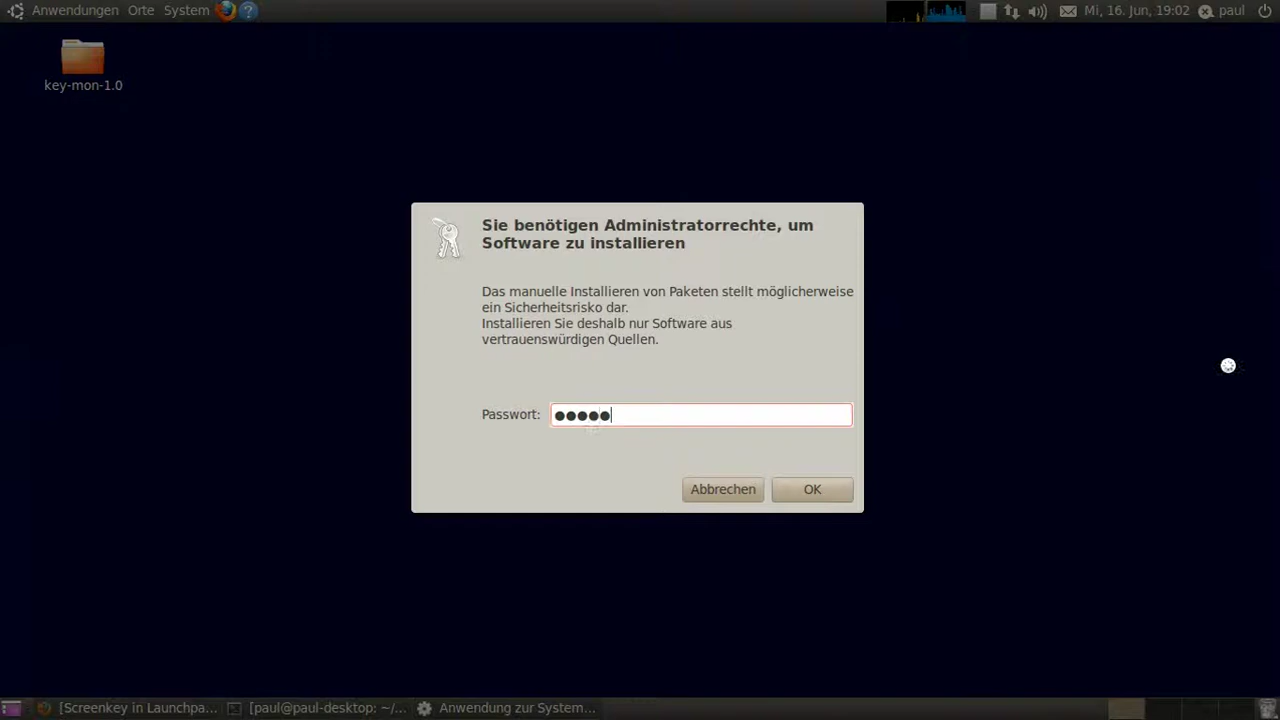 Anwendungen Orte System ?
Mi, 16. Jun, 19:02 paul
key-mon-1.0
Sie benötigen Administratorrechte, um
Software zu installieren
Das manuelle Installieren von Paketen stellt möglicherweise
ein Sicherheitsrisiko dar.
Installieren Sie deshalb nur Software aus
vertrauenswürdigen Quellen.
Passwort: ●●●●●
Abbrechen OK
[Screenkey in Launchpa... [paul@paul-desktop: ~/... Anwendung zur System...